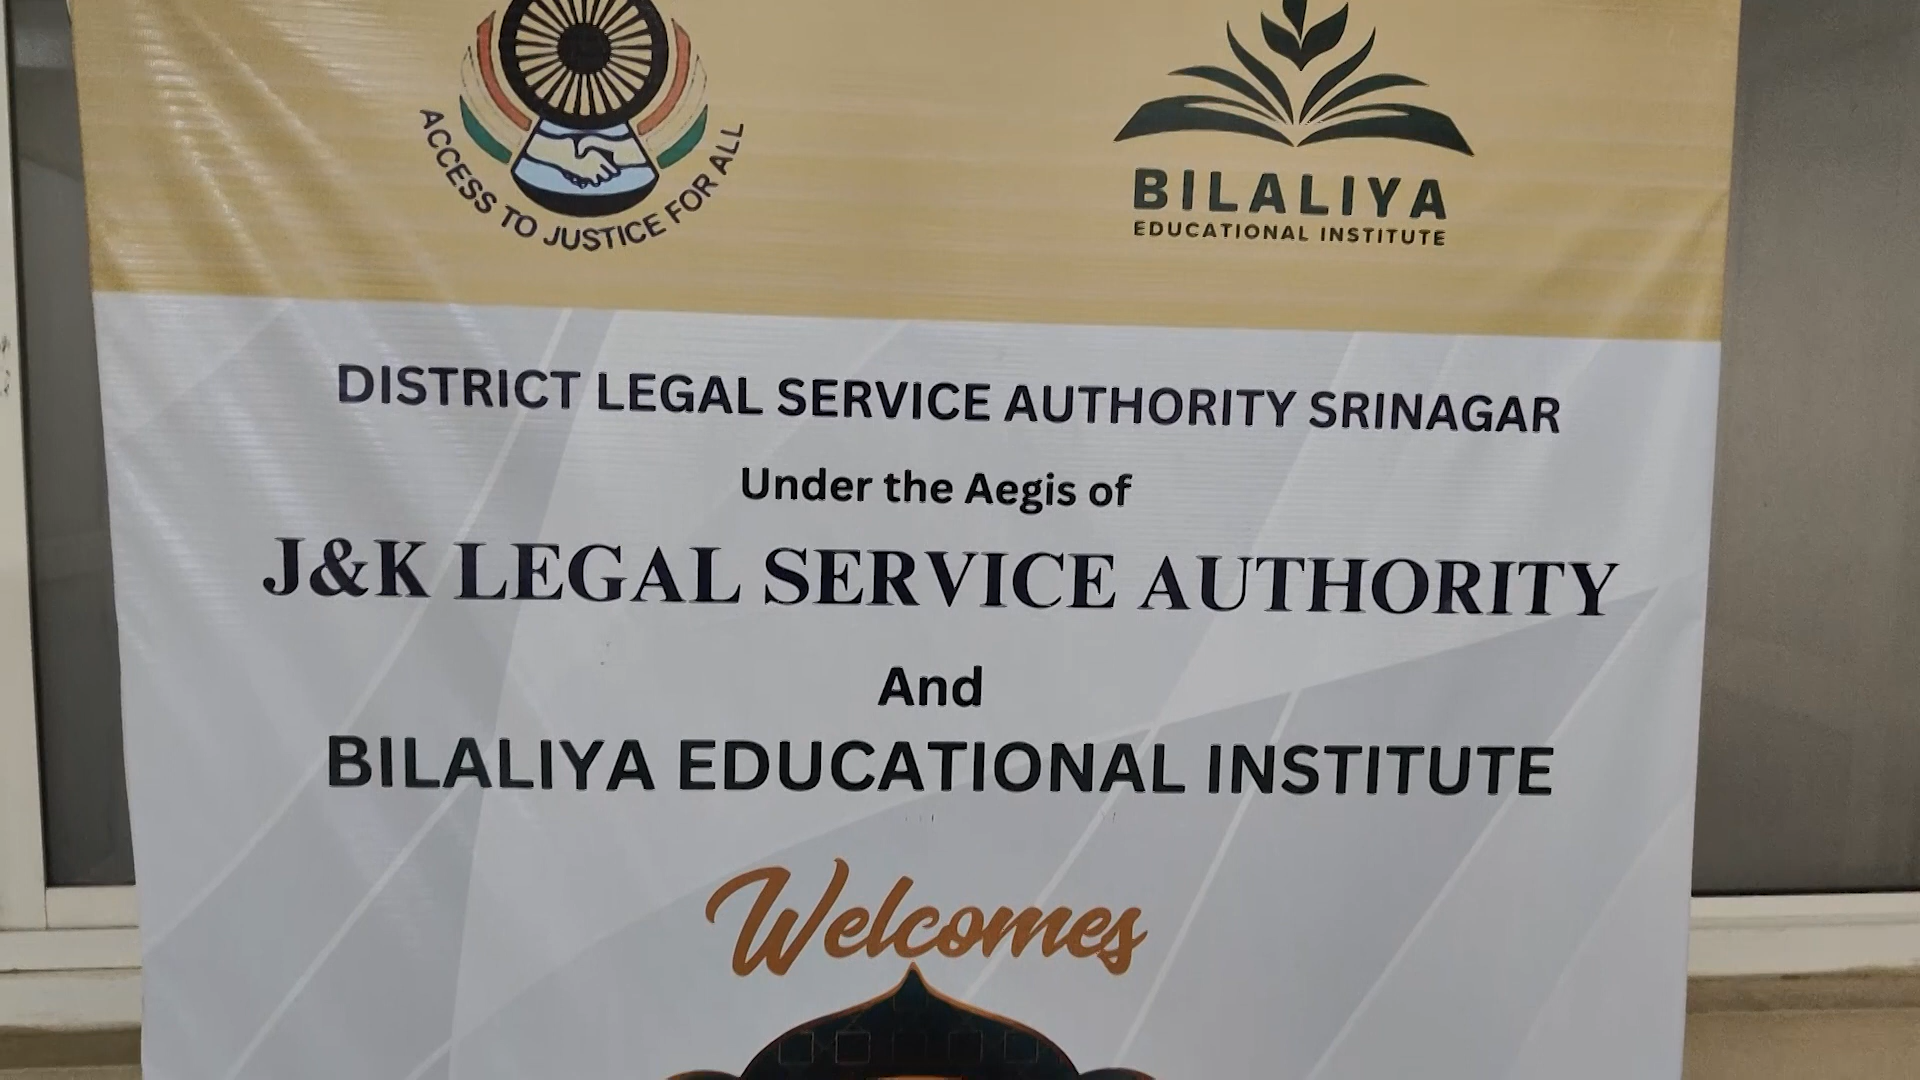 ACCESS TO JUSTICE FOR ALL
BILALIYA
EDUCATIONAL INSTITUTE
DISTRICT LEGAL SERVICE AUTHORITY SRINAGAR
Under the Aegis of
J&K LEGAL SERVICE AUTHORITY
And
BILALIYA EDUCATIONAL INSTITUTE
Welcomes